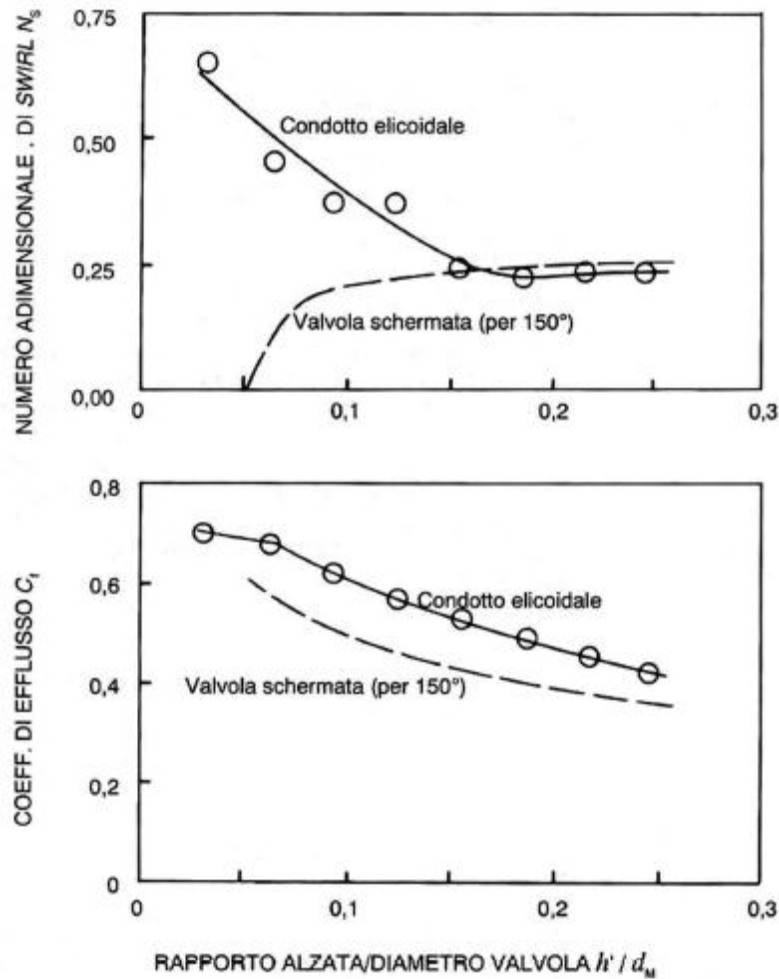 NUMERO ADIMENSIONALE . DI SWIRL Nₛ
0,75
0,50
0,25
0,00
Condotto elicoidale
Valvola schermata (per 150°)
0
0,1
0,2
0,3
COEFF. DI EFFLUSSO C_f
0,8
0,6
0,4
0,2
0
Condotto elicoidale
Valvola schermata (per 150°)
0
0,1
0,2
0,3
RAPPORTO ALZATA/DIAMETRO VALVOLA h' / d_M